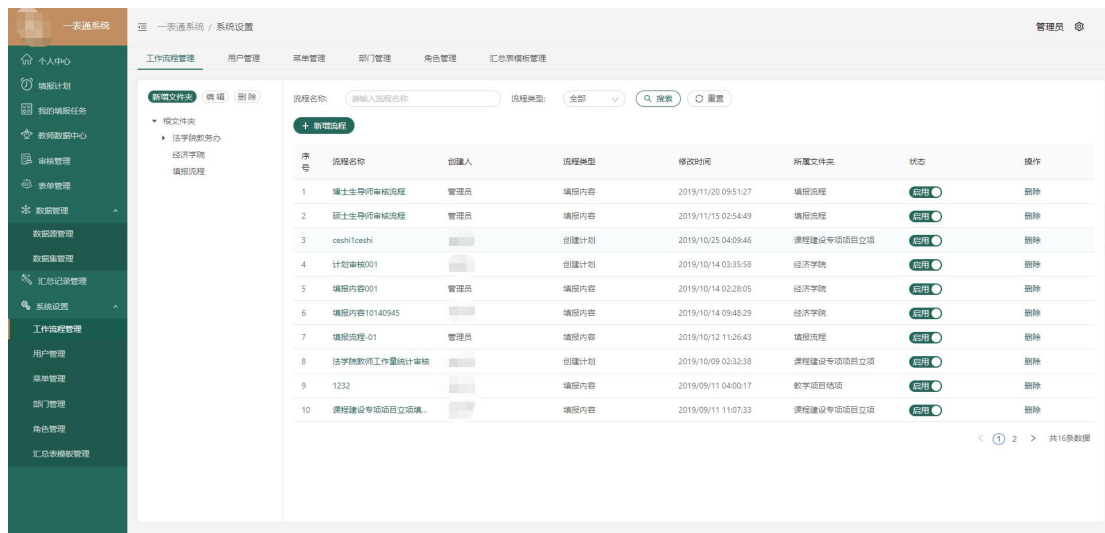 一表通系统
一表通系统 / 系统设置
管理员
个人中心
填报计划
我的填报任务
教师数据中心
审核管理
表单管理
数据管理
数据源管理
数据集管理
汇总记录管理
系统设置
工作流程管理
用户管理
菜单管理
部门管理
角色管理
汇总表模板管理
工作流程管理 用户管理 菜单管理 部门管理 角色管理 汇总表模板管理
新增文件夹 编辑 删除
根文件夹
法学院教务办
经济学院
填报流程
流程名称: 请输入流程名称 流程类型: 全部 搜索 重置
+ 新增流程
序号 流程名称 创建人 流程类型 修改时间 所属文件夹 状态 操作
1 博士生导师审核流程 管理员 填报内容 2019/11/20 09:51:27 填报流程 启用 删除
2 硕士生导师审核流程 管理员 填报内容 2019/11/15 02:54:49 填报流程 启用 删除
3 ceshi1ceshi 创建计划 2019/10/25 04:09:46 课程建设专项项目立项 启用 删除
4 计划审核001 创建计划 2019/10/14 03:35:58 经济学院 启用 删除
5 填报内容001 管理员 填报内容 2019/10/14 02:28:05 经济学院 启用 删除
6 填报内容10140945 填报内容 2019/10/14 09:48:29 经济学院 启用 删除
7 填报流程-01 管理员 填报内容 2019/10/12 11:26:43 填报流程 启用 删除
8 法学院教师工作量统计审核 创建计划 2019/10/09 02:32:38 课程建设专项项目立项 启用 删除
9 1232 填报内容 2019/09/11 04:00:17 教学项目结项 启用 删除
10 课程建设专项项目立项填... 填报内容 2019/09/11 11:07:33 课程建设专项项目立项 启用 删除
< 1 2 > 共16条数据